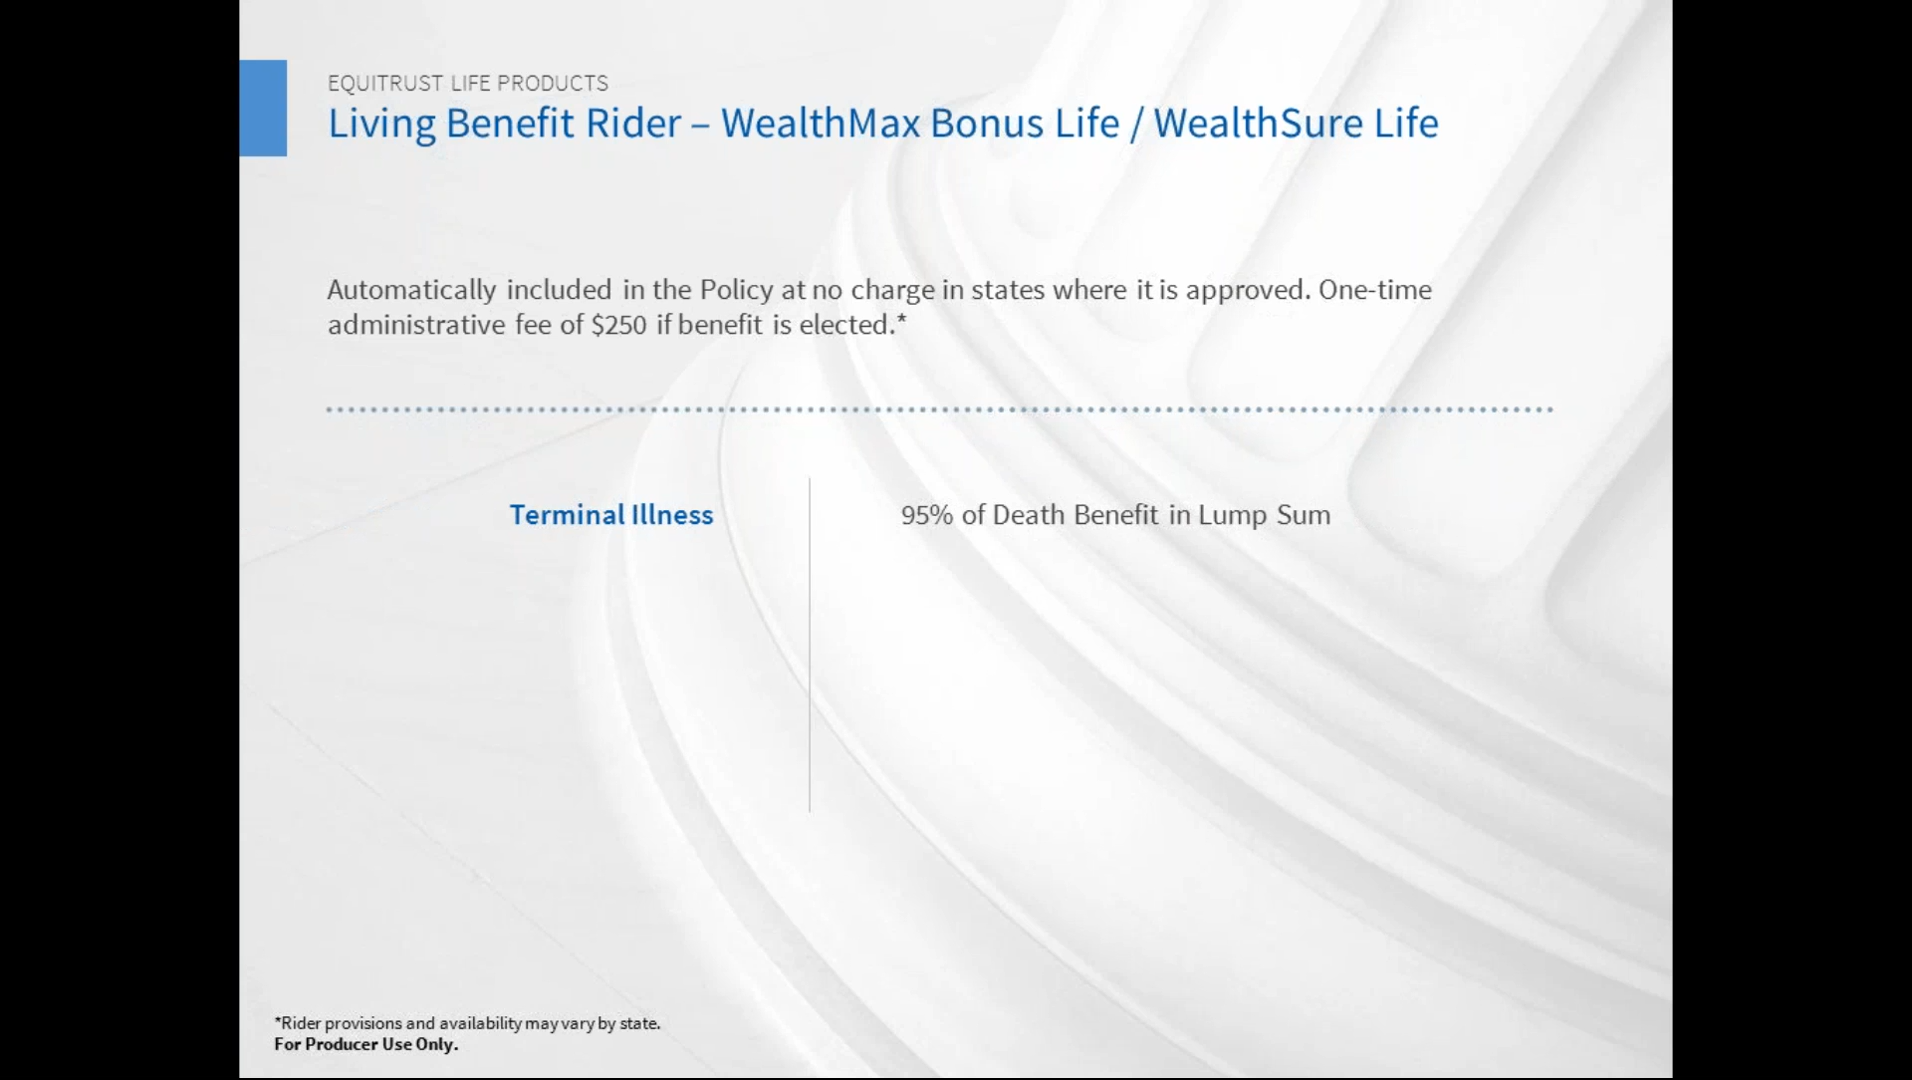 EQUITRUST LIFE PRODUCTS
Living Benefit Rider – WealthMax Bonus Life / WealthSure Life
Automatically included in the Policy at no charge in states where it is approved. One-time
administrative fee of $250 if benefit is elected.*
Terminal Illness
95% of Death Benefit in Lump Sum
*Rider provisions and availability may vary by state.
For Producer Use Only.